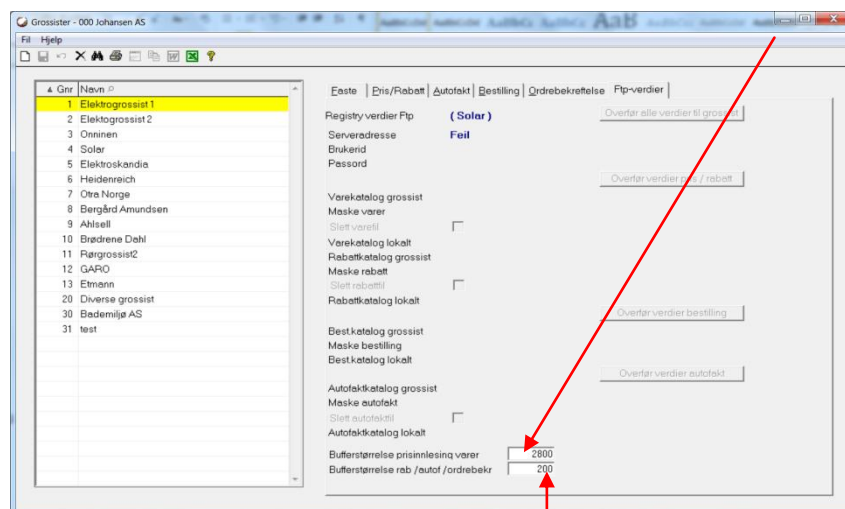 Grossister - 000 Johansen AS
Fil Hjelp
Gnr Navn
1 Elektrogrossist 1
2 Elektogrossist 2
3 Onninen
4 Solar
5 Elektroskandia
6 Heidenreich
7 Otra Norge
8 Bergård Amundsen
9 Ahlsell
10 Brødrene Dahl
11 Rørgrossist2
12 GARO
13 Etmann
20 Diverse grossist
30 Bademiljø AS
31 test
Faste Pris/Rabatt Autofakt Bestilling Ordrebekreftelse Ftp-verdier
Registry verdier Ftp ( Solar ) Overfør alle verdier til grossist
Serveradresse Feil
Brukerid
Passord
Overfør verdier pris / rabatt
Varekatalog grossist
Maske varer
Slett varefil
Varekatalog lokalt
Rabattkatalog grossist
Maske rabatt
Slett rabattfil
Rabattkatalog lokalt
Overfør verdier bestilling
Best.katalog grossist
Maske bestilling
Best.katalog lokalt
Overfør verdier autofakt
Autofaktkatalog grossist
Maske autofakt
Slett autofaktfil
Autofaktkatalog lokalt
Bufferstørrelse prisinnlesing varer 2800
Bufferstørrelse rab /autof /ordrebekr 200